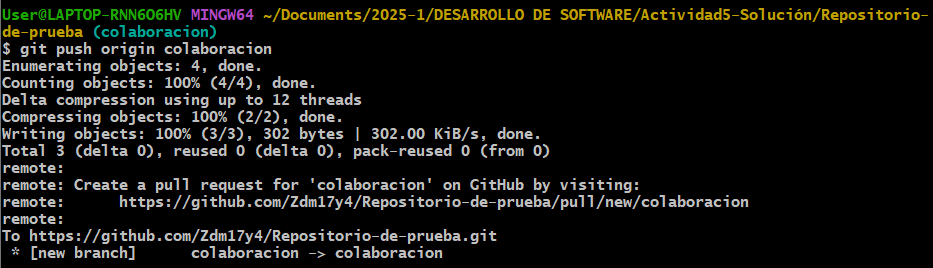 User@LAPTOP-RNN6O6HV MINGW64 ~/Documents/2025-1/DESARROLLO DE SOFTWARE/Actividad5-Solución/Repositorio-
de-prueba (colaboracion)
$ git push origin colaboracion
Enumerating objects: 4, done.
Counting objects: 100% (4/4), done.
Delta compression using up to 12 threads
Compressing objects: 100% (2/2), done.
Writing objects: 100% (3/3), 302 bytes | 302.00 KiB/s, done.
Total 3 (delta 0), reused 0 (delta 0), pack-reused 0 (from 0)
remote:
remote: Create a pull request for 'colaboracion' on GitHub by visiting:
remote:      https://github.com/Zdm17y4/Repositorio-de-prueba/pull/new/colaboracion
remote:
To https://github.com/Zdm17y4/Repositorio-de-prueba.git
 * [new branch]      colaboracion -> colaboracion